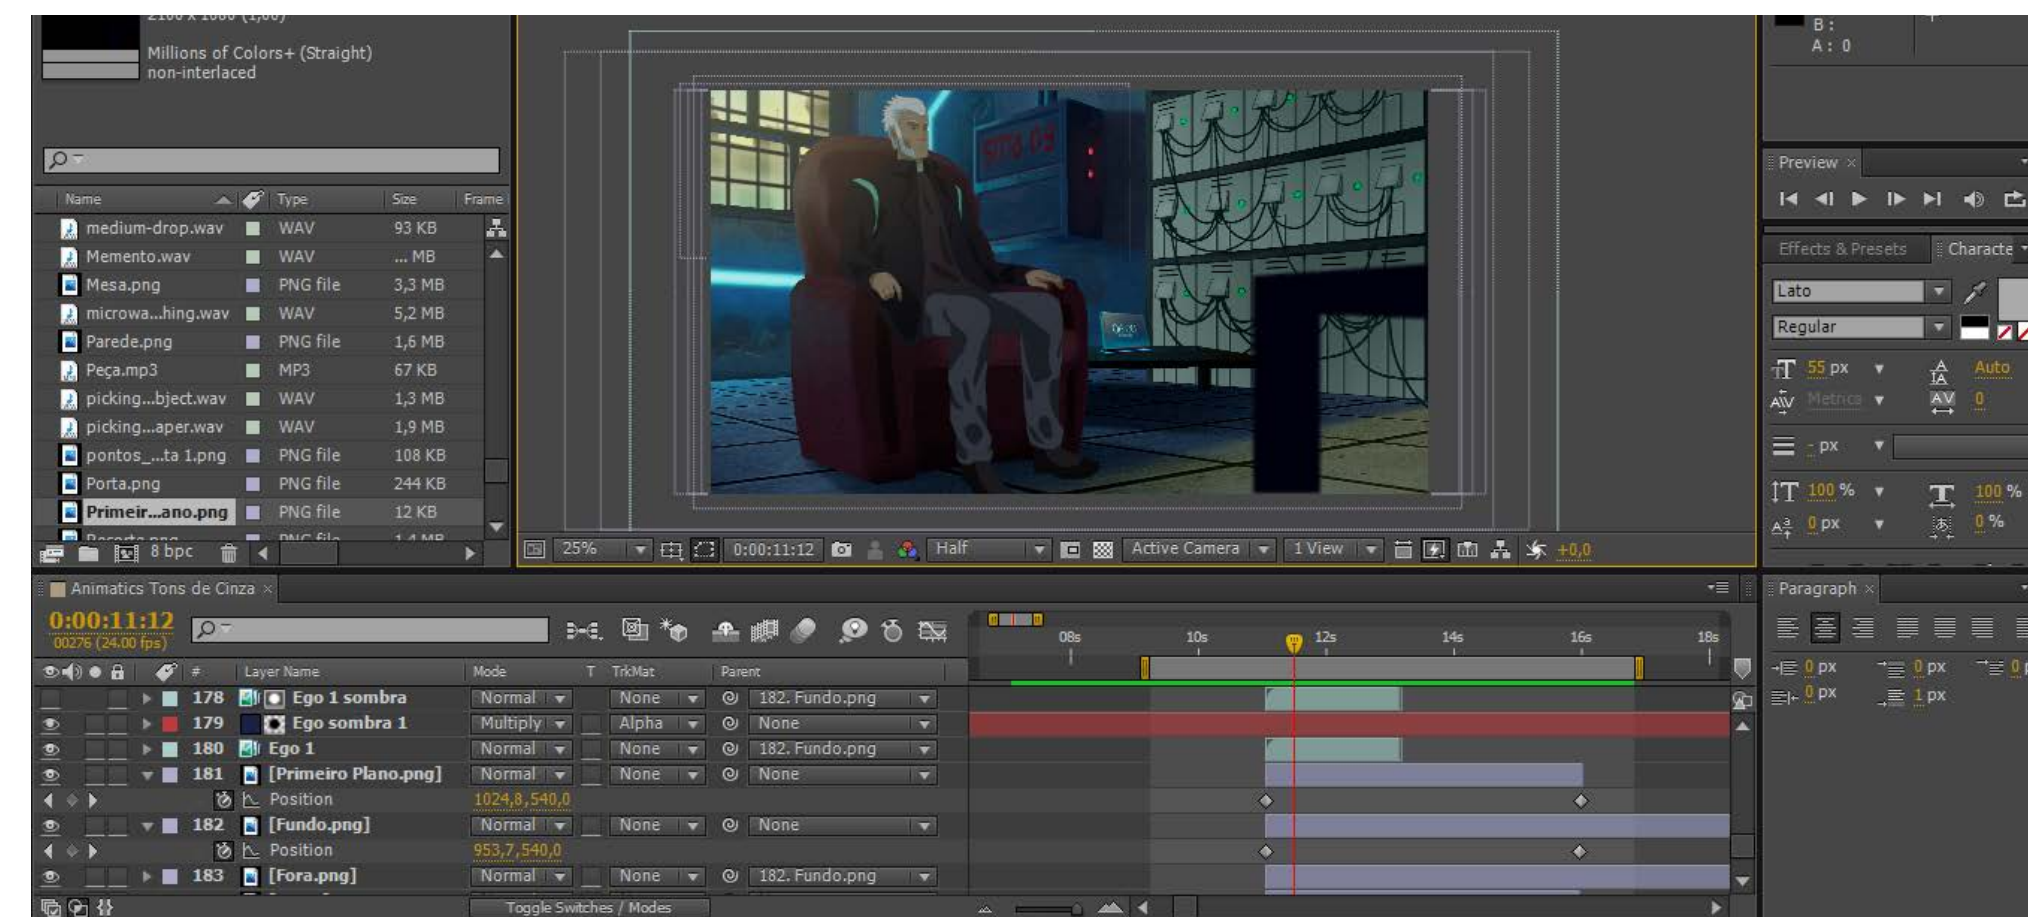 Millions of Colors+ (Straight)
non-interlaced
Name Type Size Frame
medium-drop.wav WAV 93 KB
Memento.wav WAV ... MB
Mesa.png PNG file 3,3 MB
microwa...hing.wav WAV 5,2 MB
Parede.png PNG file 1,6 MB
Peça.mp3 MP3 67 KB
picking...bject.wav WAV 1,3 MB
picking...aper.wav WAV 1,9 MB
pontos_...ta 1.png PNG file 108 KB
Porta.png PNG file 244 KB
Primeir...ano.png PNG file 12 KB
8 bpc
25% 0:00:11:12 Half Active Camera 1 View +0,0
B :
A : 0
Preview
Effects & Presets Characte
Lato
Regular
55 px Auto
Metrics 0
- px
100 % 100 %
0 px 0 %
Animatics Tons de Cinza
0:00:11:12
00276 (24.00 fps)
08s 10s 12s 14s 16s 18s
# Layer Name Mode T TrkMat Parent
178 Ego 1 sombra Normal None 182. Fundo.png
179 Ego sombra 1 Multiply Alpha None
180 Ego 1 Normal None 182. Fundo.png
181 [Primeiro Plano.png] Normal None None
Position 1024,8,540,0
182 [Fundo.png] Normal None None
Position 953,7,540,0
183 [Fora.png] Normal None 182. Fundo.png
Toggle Switches / Modes
Paragraph
0 px 0 px 0 p
0 px 1 px